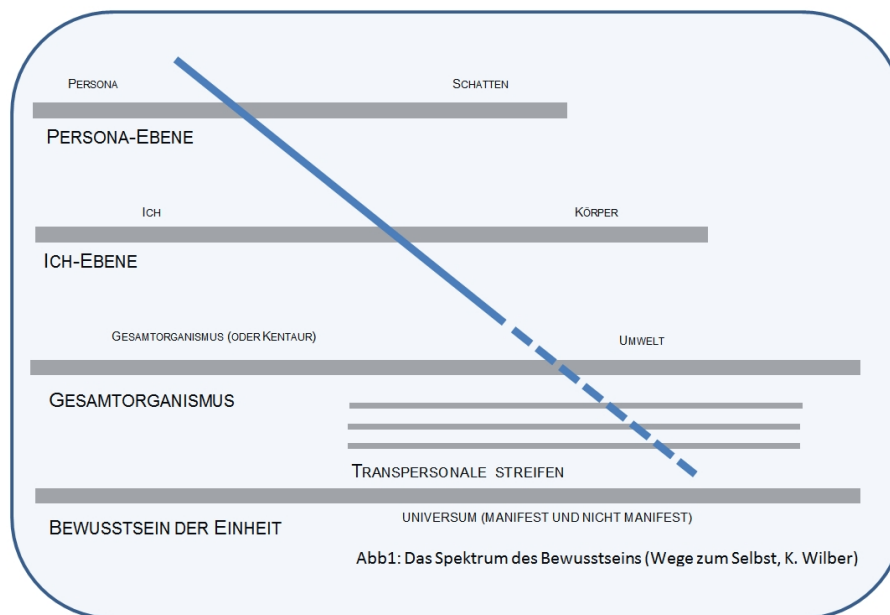 PERSONA SCHATTEN
PERSONA-EBENE
ICH KÖRPER
ICH-EBENE
GESAMTORGANISMUS (ODER KENTAUR) UMWELT
GESAMTORGANISMUS
TRANSPERSONALE STREIFEN
BEWUSSTSEIN DER EINHEIT
UNIVERSUM (MANIFEST UND NICHT MANIFEST)
Abb1: Das Spektrum des Bewusstseins (Wege zum Selbst, K. Wilber)